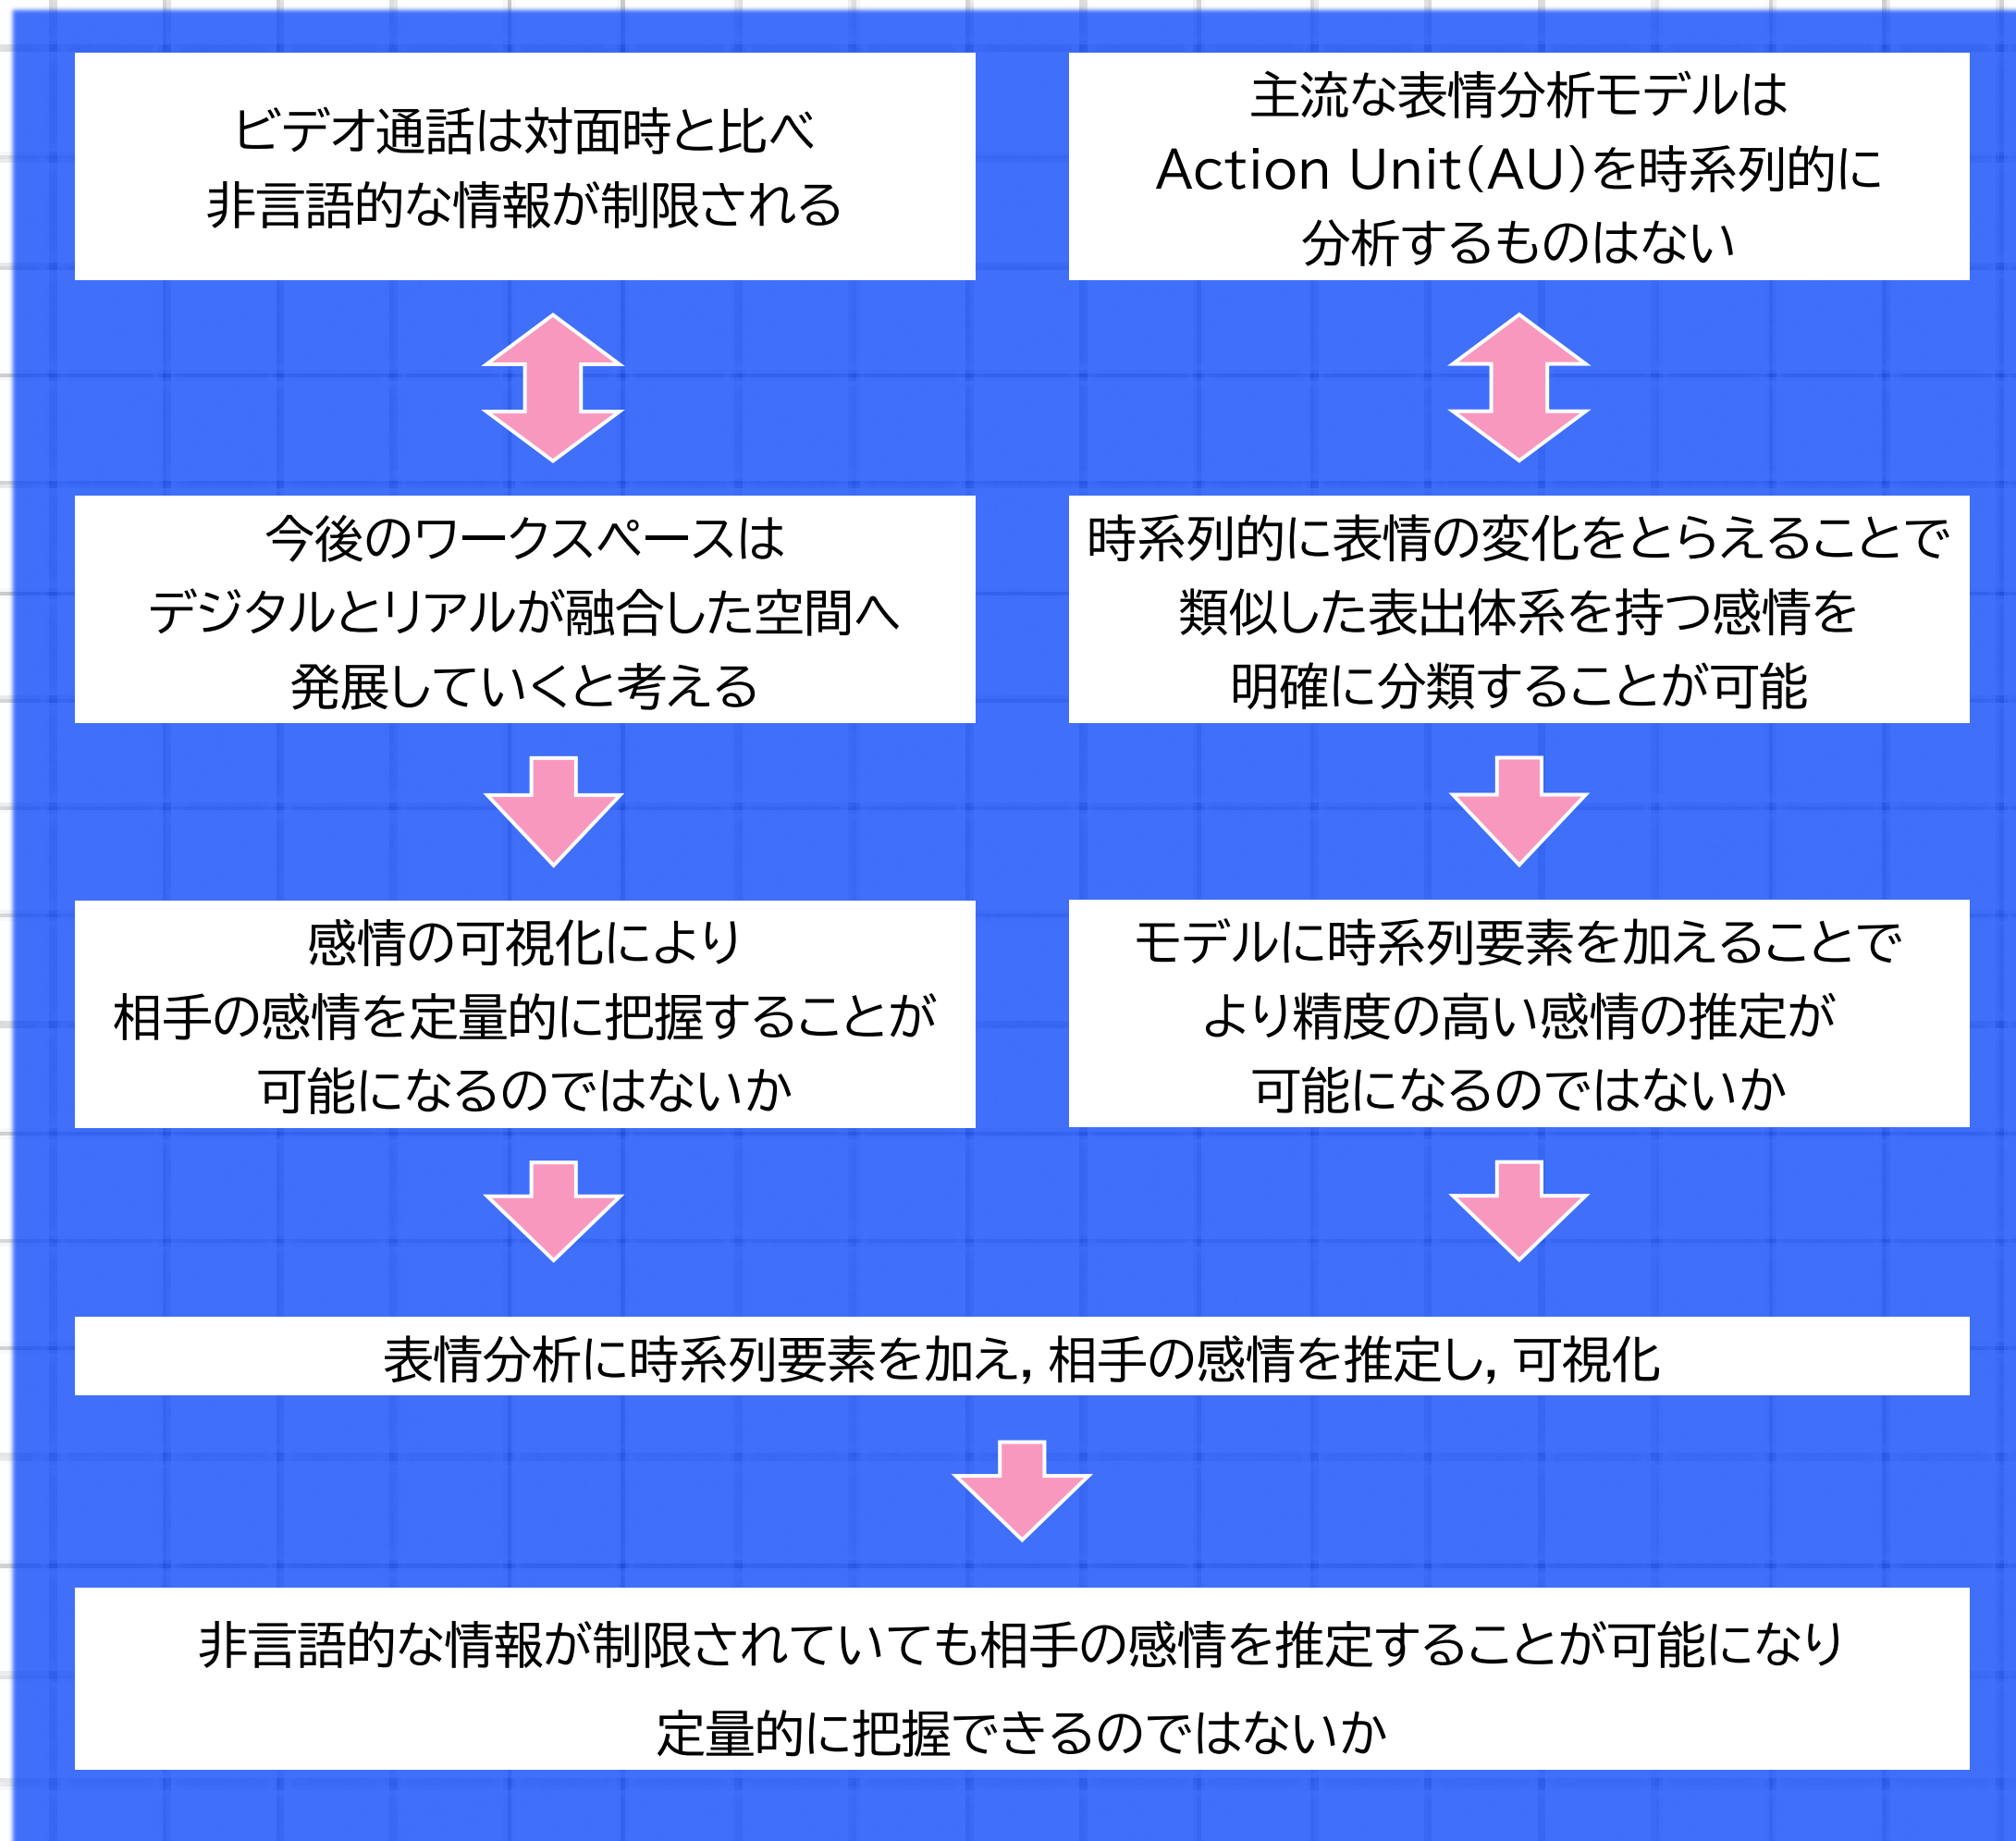 ビデオ通話は対面時と比べ
非言語的な情報が制限される
主流な表情分析モデルは
Action Unit(AU)を時系列的に
分析するものはない
今後のワークスペースは
デジタルとリアルが融合した空間へ
発展していくと考える
時系列的に表情の変化をとらえることで
類似した表出体系を持つ感情を
明確に分類することが可能
感情の可視化により
相手の感情を定量的に把握することが
可能になるのではないか
モデルに時系列要素を加えることで
より精度の高い感情の推定が
可能になるのではないか
表情分析に時系列要素を加え, 相手の感情を推定し, 可視化
非言語的な情報が制限されていても相手の感情を推定することが可能になり
定量的に把握できるのではないか